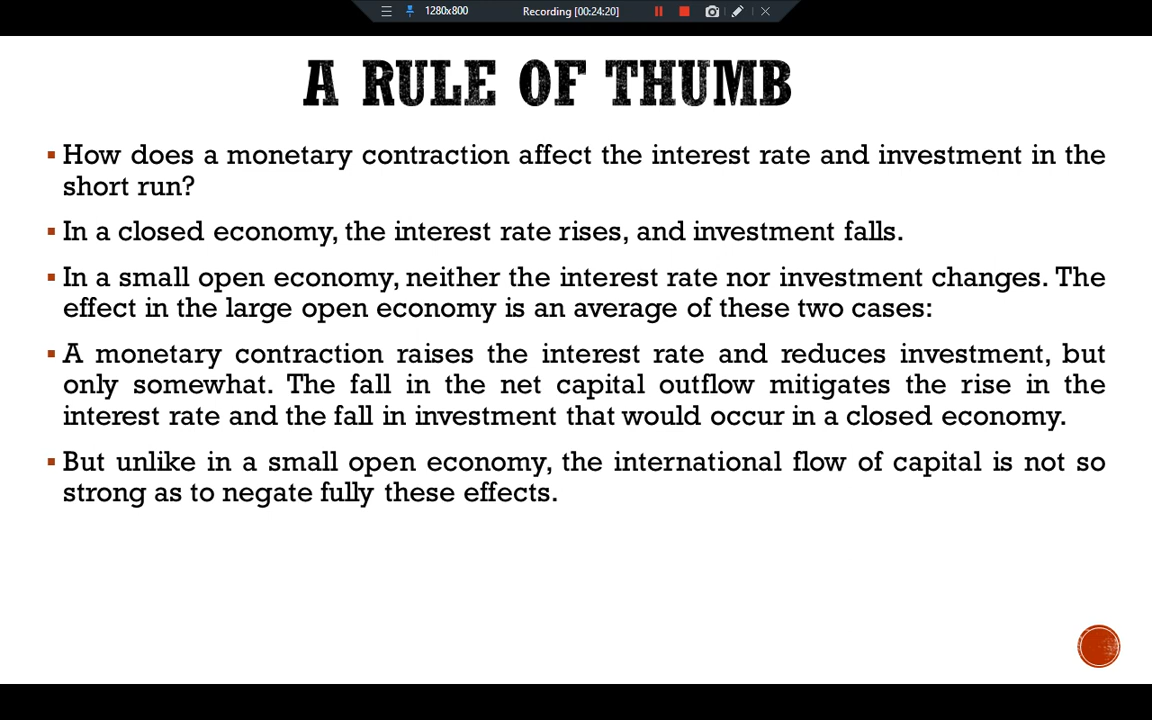 1280x800 Recording [00:24:20]
A RULE OF THUMB
▪ How does a monetary contraction affect the interest rate and investment in the
short run?
▪ In a closed economy, the interest rate rises, and investment falls.
▪ In a small open economy, neither the interest rate nor investment changes. The
effect in the large open economy is an average of these two cases:
▪ A monetary contraction raises the interest rate and reduces investment, but
only somewhat. The fall in the net capital outflow mitigates the rise in the
interest rate and the fall in investment that would occur in a closed economy.
▪ But unlike in a small open economy, the international flow of capital is not so
strong as to negate fully these effects.